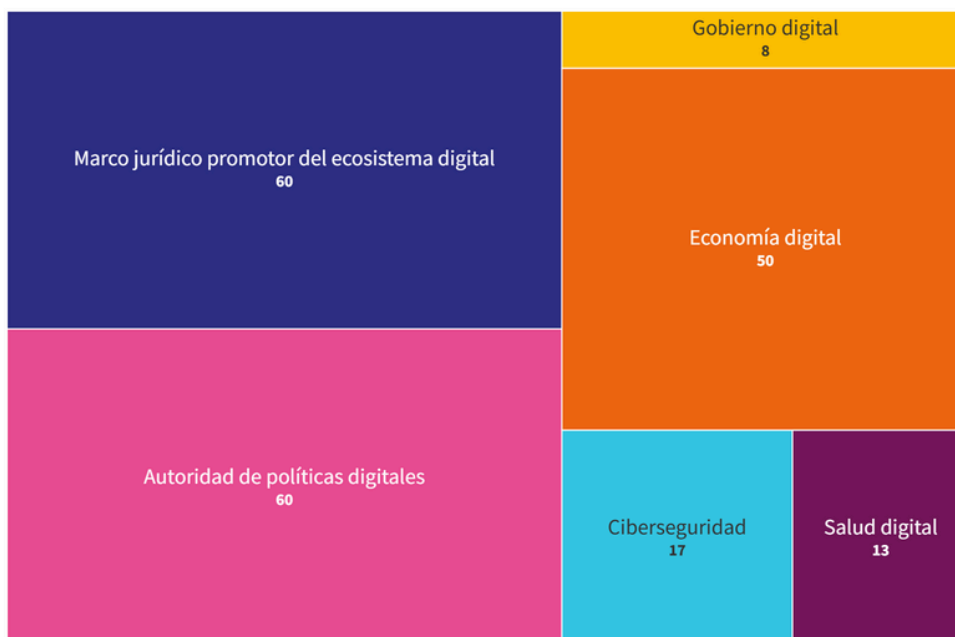 Marco jurídico promotor del ecosistema digital
60
Autoridad de políticas digitales
60
Gobierno digital
8
Economía digital
50
Ciberseguridad
17
Salud digital
13